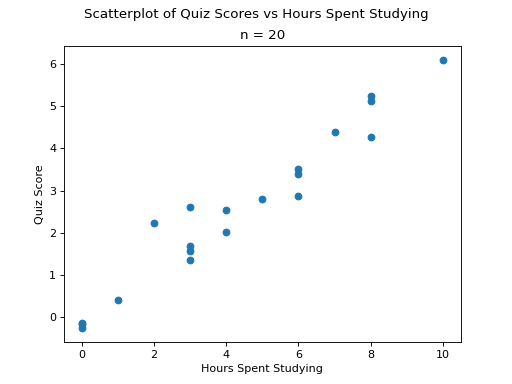 Scatterplot of Quiz Scores vs Hours Spent Studying
n = 20
6
5
4
3
2
1
0
Quiz Score
0 2 4 6 8 10
Hours Spent Studying